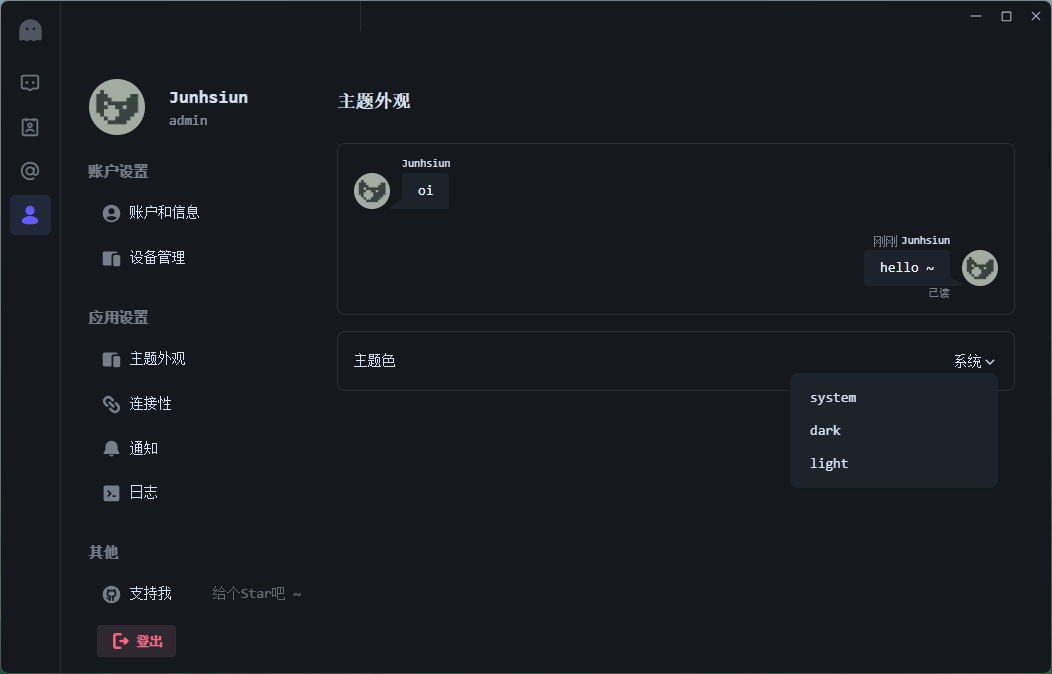 Junhsiun
admin
账户设置
账户和信息
设备管理
应用设置
主题外观
连接性
通知
日志
其他
支持我 给个Star吧 ~
登出
主题外观
Junhsiun
oi
刚刚 Junhsiun
hello ~
已读
主题色 系统
system
dark
light